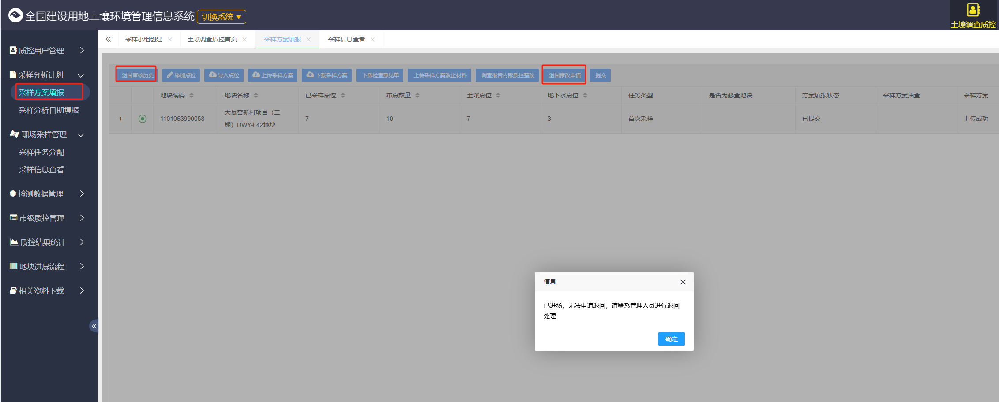 全国建设用地土壤环境管理信息系统 切换系统
土壤调查质控
采样小组创建 土壤调查质控首页 采样方案填报 采样信息查看
质控用户管理
采样分析计划
采样方案填报
采样分析日期填报
现场采样管理
采样任务分配
采样信息查看
检测数据管理
市级质控管理
质控结果统计
地块进展流程
相关资料下载
退回审核历史 添加点位 导入点位 上传采样方案 下载采样方案 下载检查意见单 上传采样方案改正材料 调查报告内部质控整改 退回修改申请 提交
地块编码 地块名称 已采样点位 布点数量 土壤点位 地下水点位 任务类型 是否为必查地块 方案填报状态 采样方案抽查 采样方案
+ 1101063990058 大瓦窑新村项目（二 7 10 7 3 首次采样 已提交 上传成功
期）DWY-L42地块
信息
已进场，无法申请退回，请联系管理人员进行退回
处理
确定